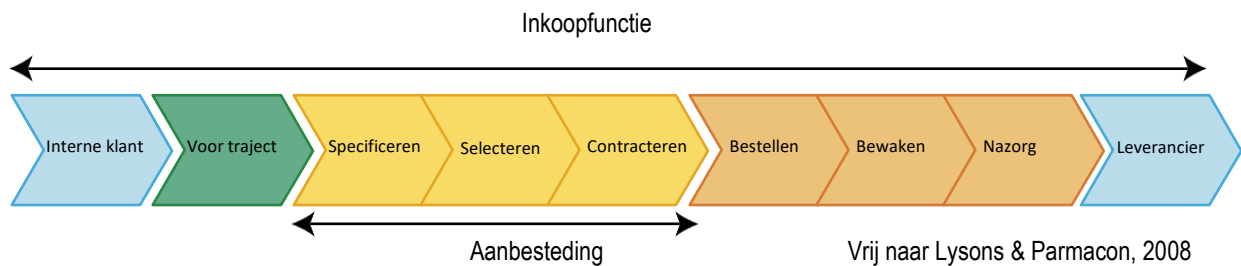 Inkoopfunctie
Interne klant
Voor traject
Specificeren
Selecteren
Contracteren
Bestellen
Bewaken
Nazorg
Leverancier
Aanbesteding
Vrij naar Lysons & Parmacon, 2008